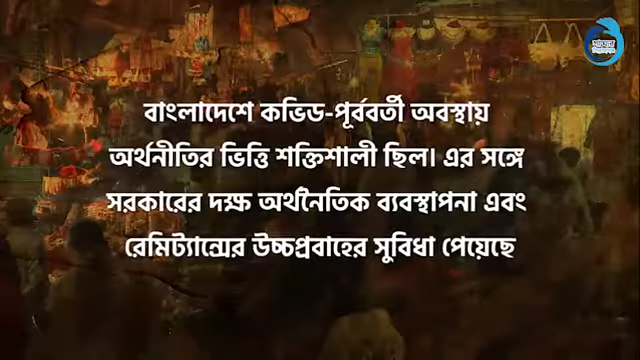 বাংলাদেশে কভিড-পূর্ববর্তী অবস্থায়
অর্থনীতির ভিত্তি শক্তিশালী ছিল। এর সঙ্গে
সরকারের দক্ষ অর্থনৈতিক ব্যবস্থাপনা এবং
রেমিট্যান্সের উচ্চপ্রবাহের সুবিধা পেয়েছে